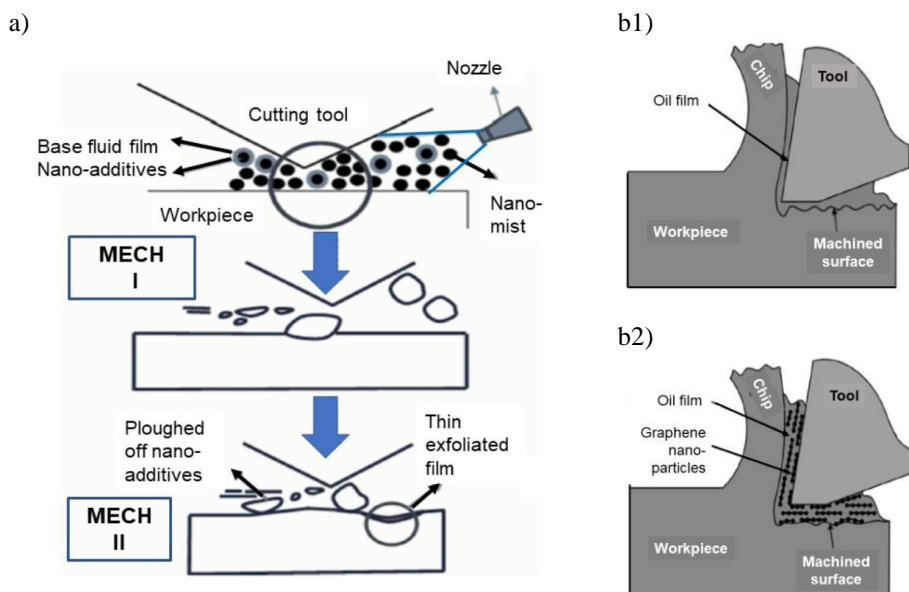 a)
Nozzle
Cutting tool
Base fluid film
Nano-additives
Workpiece
Nano-
mist
MECH
I
Ploughed
off nano-
additives
Thin
exfoliated
film
MECH
II
b1)
Chip
Tool
Oil film
Workpiece
Machined
surface
b2)
Chip
Tool
Oil film
Graphene
nano-
particles
Workpiece
Machined
surface